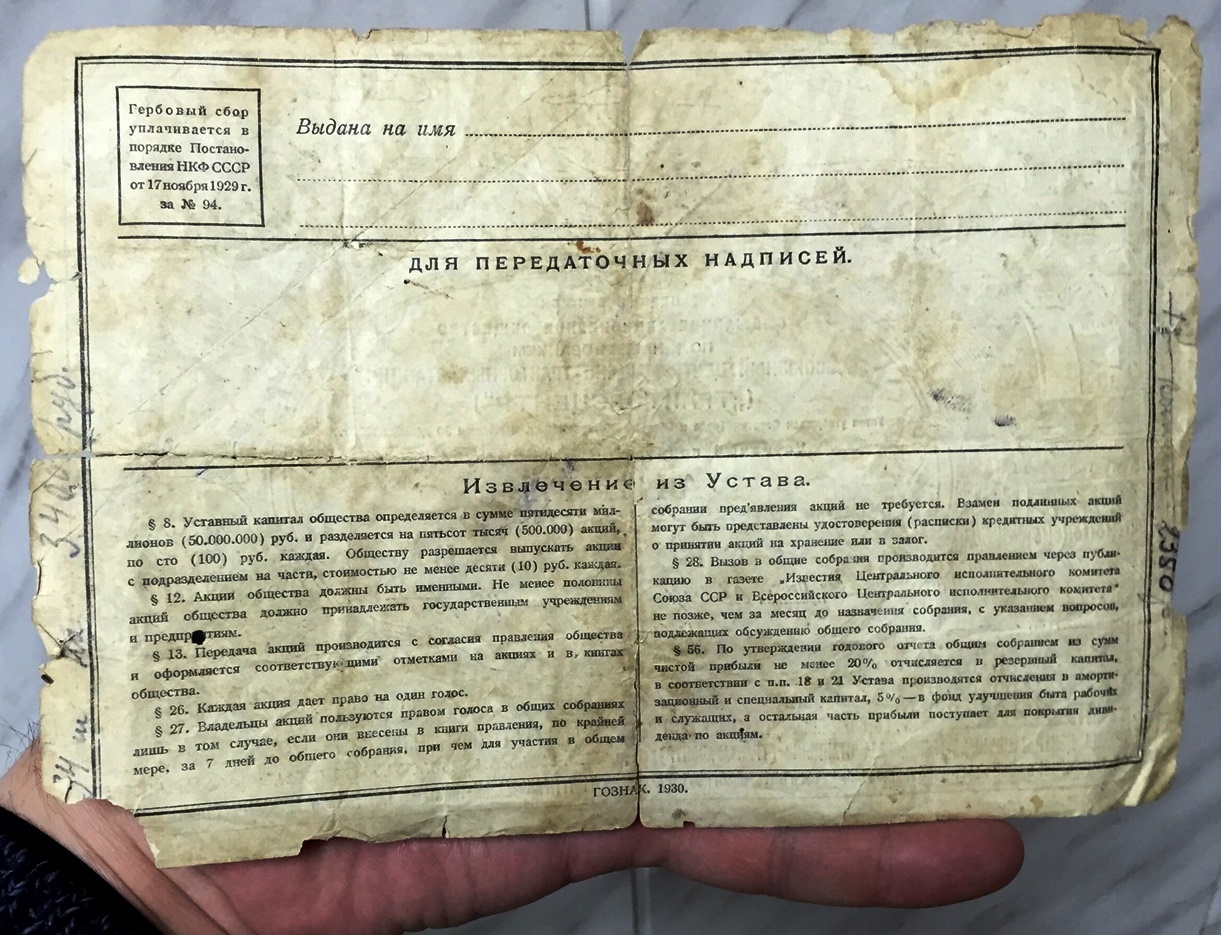 Гербовый сбор
уплачивается в
порядке Постано-
вления НКФ СССР
от 17 ноября 1929 г.
за № 94.
Выдана на имя
ДЛЯ ПЕРЕДАТОЧНЫХ НАДПИСЕЙ.
Извлечение из Устава.
§ 8. Уставный капитал общества определяется в сумме пятидесяти мил-
лионов (50.000.000) руб. и разделяется на пятьсот тысяч (500.000) акций,
по сто (100) руб. каждая. Обществу разрешается выпускать акции
с подразделением на части, стоимостью не менее десяти (10) руб. каждая.
§ 12. Акции общества должны быть именными. Не менее половины
акций общества должно принадлежать государственным учреждениям
и предприятиям.
§ 13. Передача акций производится с согласия правления общества
и оформляется соответствующими отметками на акциях и в книгах
общества.
§ 26. Каждая акция дает право на один голос.
§ 27. Владельцы акций пользуются правом голоса в общих собраниях
лишь в том случае, если они внесены в книги правления, по крайней
мере, за 7 дней до общего собрания, при чем для участия в общем
собрании пред'явления акций не требуется. Взамен подлинных акций
могут быть представлены удостоверения (расписки) кредитных учреждений
о принятии акций на хранение или в залог.
§ 28. Вызов в общие собрания производится правлением через публи-
кацию в газете „Известия Центрального исполнительного комитета
Союза ССР и Всероссийского Центрального исполнительного комитета"
не позже, чем за месяц до назначения собрания, с указанием вопросов,
подлежащих обсуждению общего собрания.
§ 56. По утверждении годового отчета общим собранием из сумм
чистой прибыли не менее 20% отчисляется в резервный капитал,
в соответствии с п.п. 18 и 21 Устава производятся отчисления в аморти-
зационный и специальный капитал, 5% — в фонд улучшения быта рабочих
и служащих, а остальная часть прибыли поступает для покрытия диви-
денда по акциям.
ГОЗНАК. 1930.